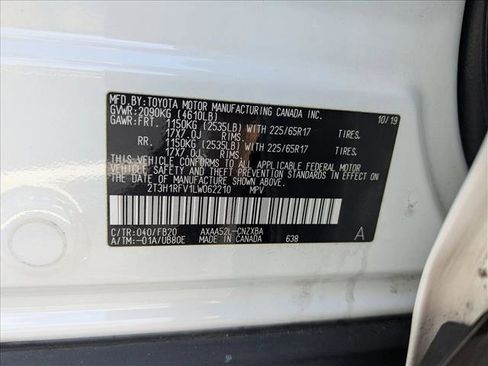 MFD.BY:TOYOTA MOTOR MANUFACTURING CANADA INC.
GVWR:2090KG (4610LB) 10/19
GAWR:FRT. 1150KG (2535LB) WITH 225/65R17 TIRES.
17X7.0J RIMS.
RR. 1150KG (2535LB) WITH 225/65R17 TIRES.
17X7.0J RIMS.
THIS VEHICLE CONFORMS TO ALL APPLICABLE FEDERAL MOTOR
VEHICLE SAFETY AND THEFT PREVENTION STANDARDS IN
EFFECT ON THE DATE OF MANUFACTURE SHOWN ABOVE.
2T3H1RFV1LW062210 MPV
C/TR:040/FB20 AXAA52L-CNZXBA
A/TM:-01A/UB80E MADE IN CANADA 638 A